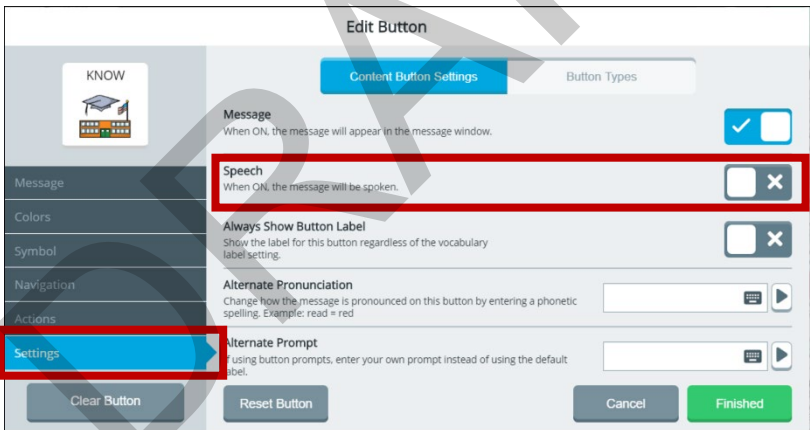 Edit Button
KNOW
Message
Colors
Symbol
Navigation
Actions
Settings
Clear Button
Content Button Settings
Button Types
Message
When ON, the message will appear in the message window.
Speech
When ON, the message will be spoken.
Always Show Button Label
Show the label for this button regardless of the vocabulary
label setting.
Alternate Pronunciation
Change how the message is pronounced on this button by entering a phonetic
spelling. Example: read = red
Alternate Prompt
If using button prompts, enter your own prompt instead of using the default
label.
Reset Button
Cancel
Finished
DRA